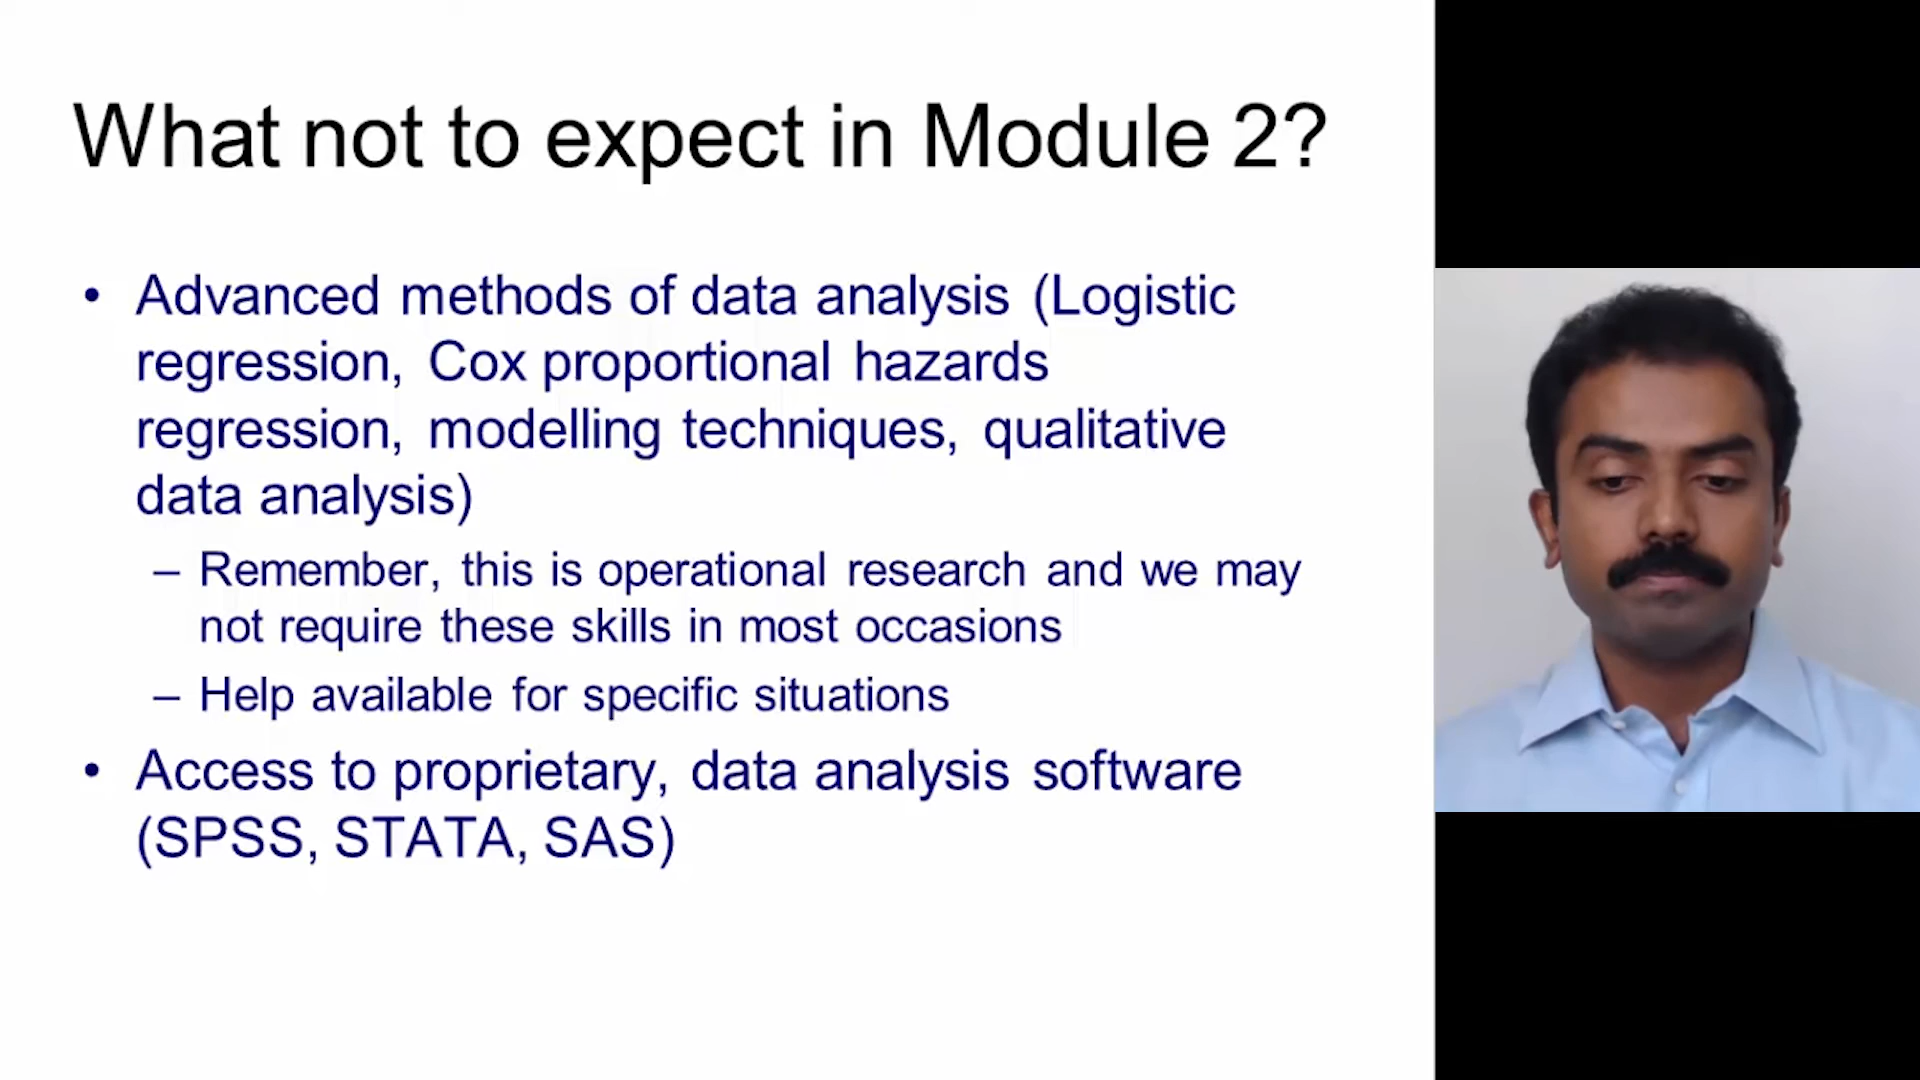 What not to expect in Module 2?
• Advanced methods of data analysis (Logistic
regression, Cox proportional hazards
regression, modelling techniques, qualitative
data analysis)
– Remember, this is operational research and we may
not require these skills in most occasions
– Help available for specific situations
• Access to proprietary, data analysis software
(SPSS, STATA, SAS)